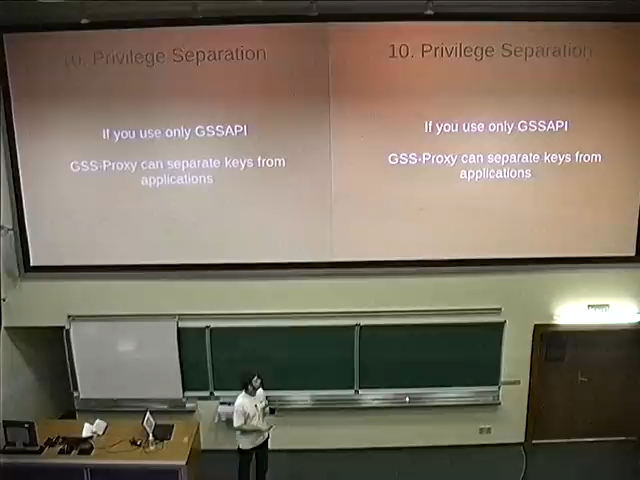 10. Privilege Separation
If you use only GSSAPI
GSS-Proxy can separate keys from
applications
10. Privilege Separation
If you use only GSSAPI
GSS-Proxy can separate keys from
applications